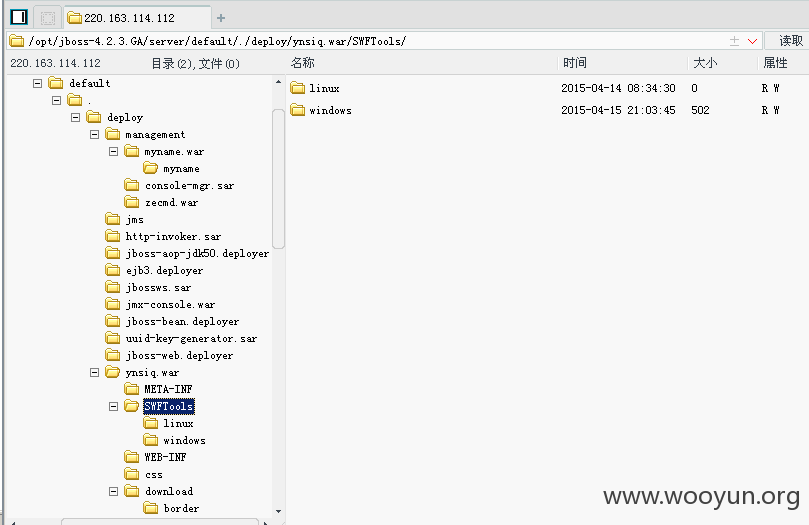 220.163.114.112
/opt/jboss-4.2.3.GA/server/default/./deploy/ynsiq.war/SWFTools/
读取
220.163.114.112 目录(2),文件(0)
名称 时间 大小 属性
default
.
deploy
management
myname.war
myname
console-mgr.sar
zecmd.war
jms
http-invoker.sar
jboss-aop-jdk50.deployer
ejb3.deployer
jbossws.sar
jmx-console.war
jboss-bean.deployer
uuid-key-generator.sar
jboss-web.deployer
ynsiq.war
META-INF
SWFTools
linux
windows
WEB-INF
css
download
border
linux 2015-04-14 08:34:30 0 R W
windows 2015-04-15 21:03:45 502 R W
www.wooyun.org